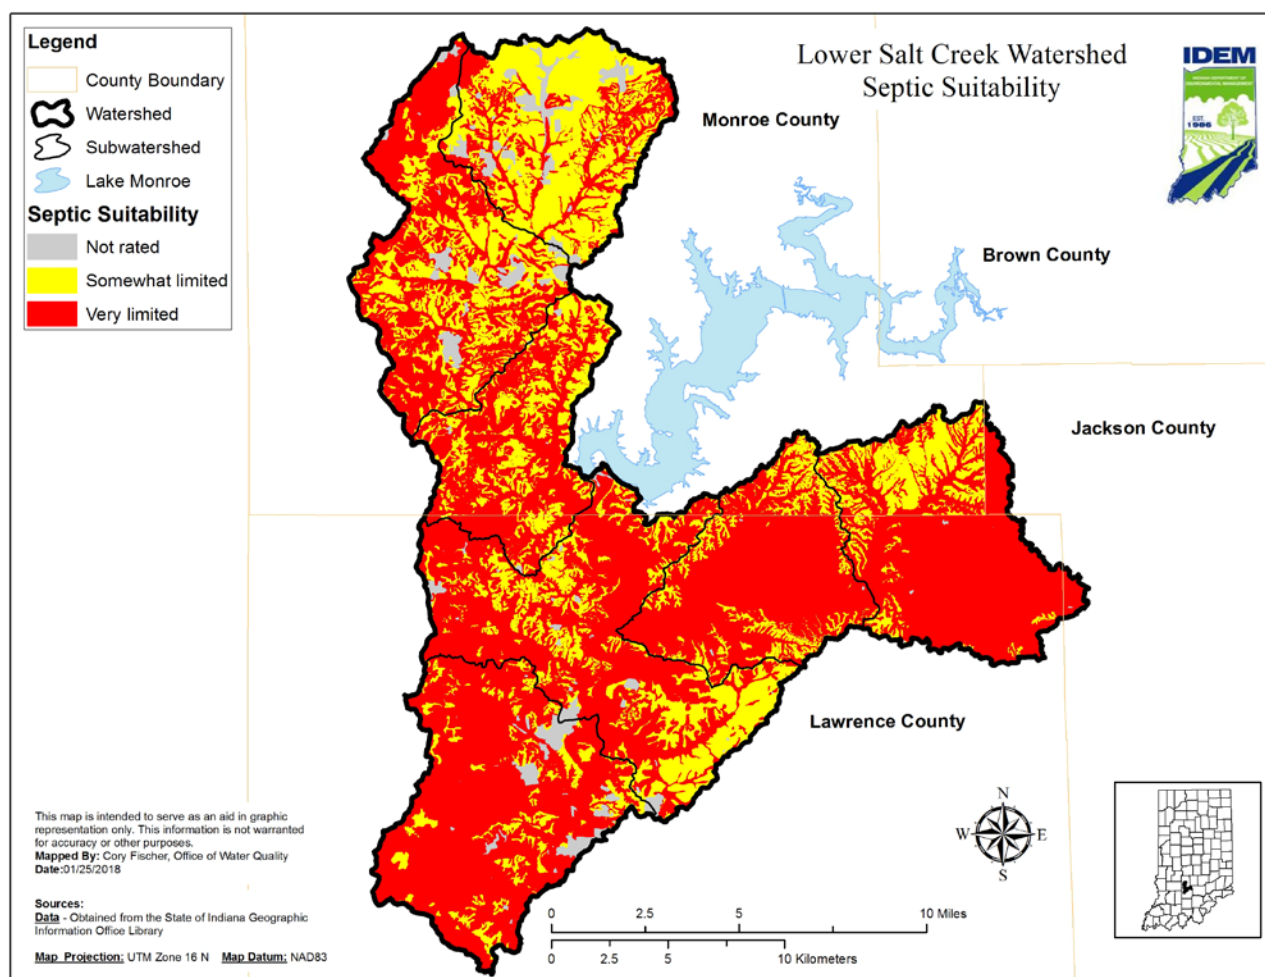 Legend
County Boundary
Watershed
Subwatershed
Lake Monroe
Septic Suitability
Not rated
Somewhat limited
Very limited
Lower Salt Creek Watershed
Septic Suitability
IDEM
INDIANA DEPARTMENT OF
ENVIRONMENTAL MANAGEMENT
EST.
1986
Monroe County
Brown County
Jackson County
Lawrence County
N
W
E
S
This map is intended to serve as an aid in graphic
representation only. This information is not warranted
for accuracy or other purposes.
Mapped By: Cory Fischer, Office of Water Quality
Date:01/25/2018
Sources:
Data - Obtained from the State of Indiana Geographic
Information Office Library
Map Projection: UTM Zone 16 N Map Datum: NAD83
0 2.5 5 10 Miles
0 2.5 5 10 Kilometers